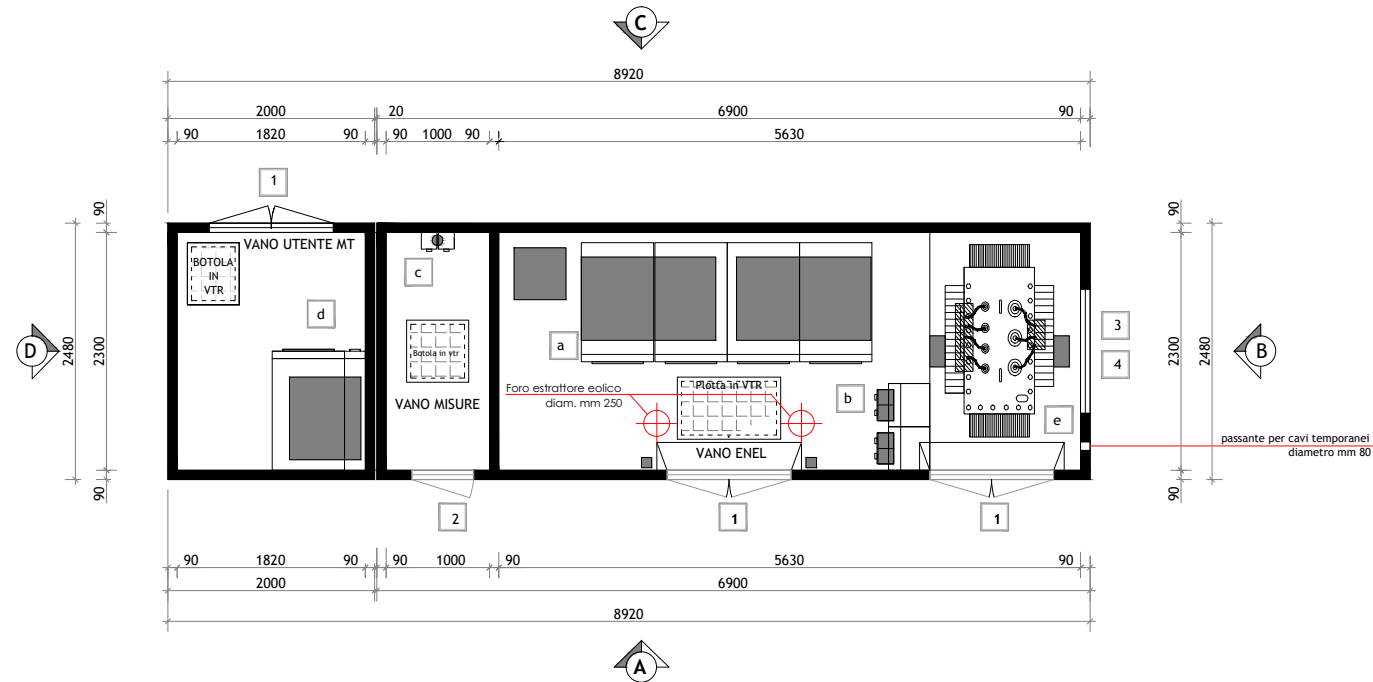 C
8920
2000
20
6900
90
90
1820
90
90
1000
90
5630
1
90
2300
90
2480
VANO UTENTE MT
BOTOLA
IN
VTR
d
c
Botola in vtr
VANO MISURE
a
Foro estrattore eolico
diam. mm 250
Plotta in VTR
b
VANO ENEL
e
3
4
90
2300
90
2480
D
B
passante per cavi temporanei
diametro mm 80
2
1
1
90
1820
90
90
1000
90
5630
90
2000
6900
8920
A